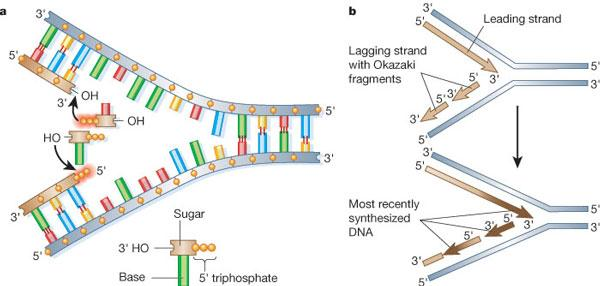 a
3'
5'
5'
OH
3'
OH
HO
5'
3'
3'
5'
Sugar
3' HO
Base
5' triphosphate
b
3'
5'
Leading strand
Lagging strand
with Okazaki
fragments
3'
5'
3'
5'
5'
3'
3'
5'
3'
5'
Most recently
synthesized
DNA
5'
3'
5'
3'
5'
3'
3'
5'